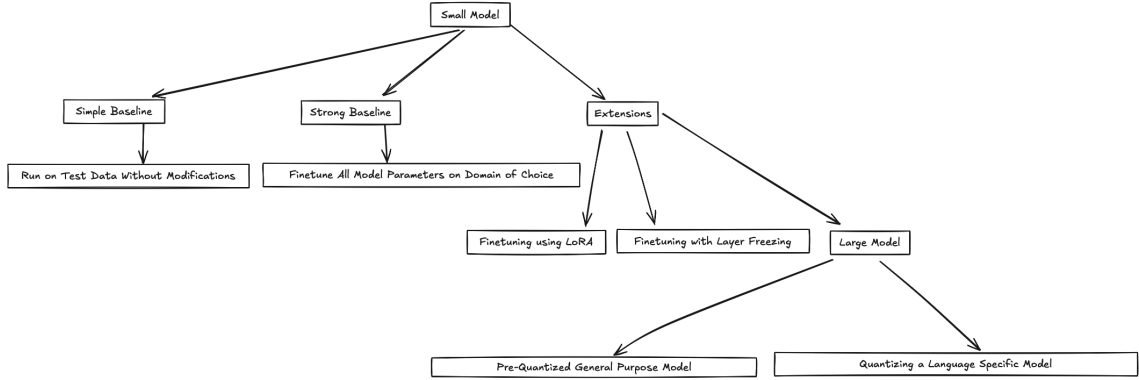 Small Model
Simple Baseline
Strong Baseline
Extensions
Run on Test Data Without Modifications
Finetune All Model Parameters on Domain of Choice
Finetuning using LoRA
Finetuning with Layer Freezing
Large Model
Pre-Quantized General Purpose Model
Quantizing a Language Specific Model